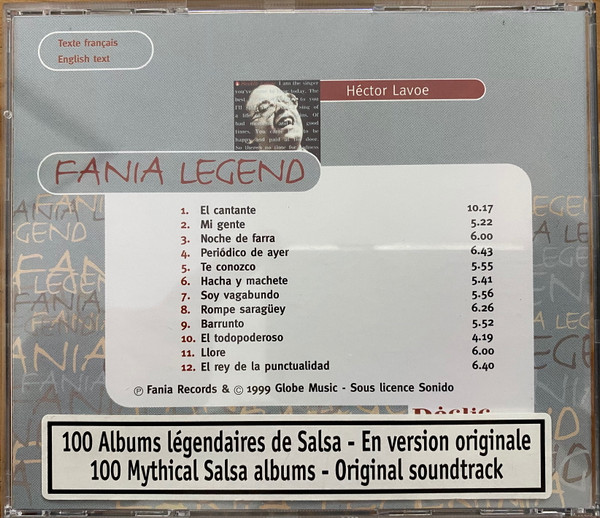 Texte français
English text
Héctor Lavoe
FANIA LEGEND
1. El cantante 10.17
2. Mi gente 5.22
3. Noche de farra 6.00
4. Periódico de ayer 6.43
5. Te conozco 5.55
6. Hacha y machete 5.41
7. Soy vagabundo 5.56
8. Rompe saragüey 6.26
9. Barrunto 5.52
10. El todopoderoso 4.19
11. Llore 6.00
12. El rey de la punctualidad 6.40
℗ Fania Records & © 1999 Globe Music - Sous licence Sonido
Déclic
100 Albums légendaires de Salsa - En version originale
100 Mythical Salsa albums - Original soundtrack